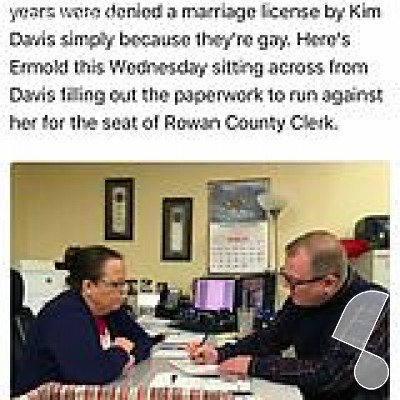 years were denied a marriage license by Kim
Davis simply because they're gay. Here's
Ermold this Wednesday sitting across from
Davis filling out the paperwork to run against
her for the seat of Rowan County Clerk.